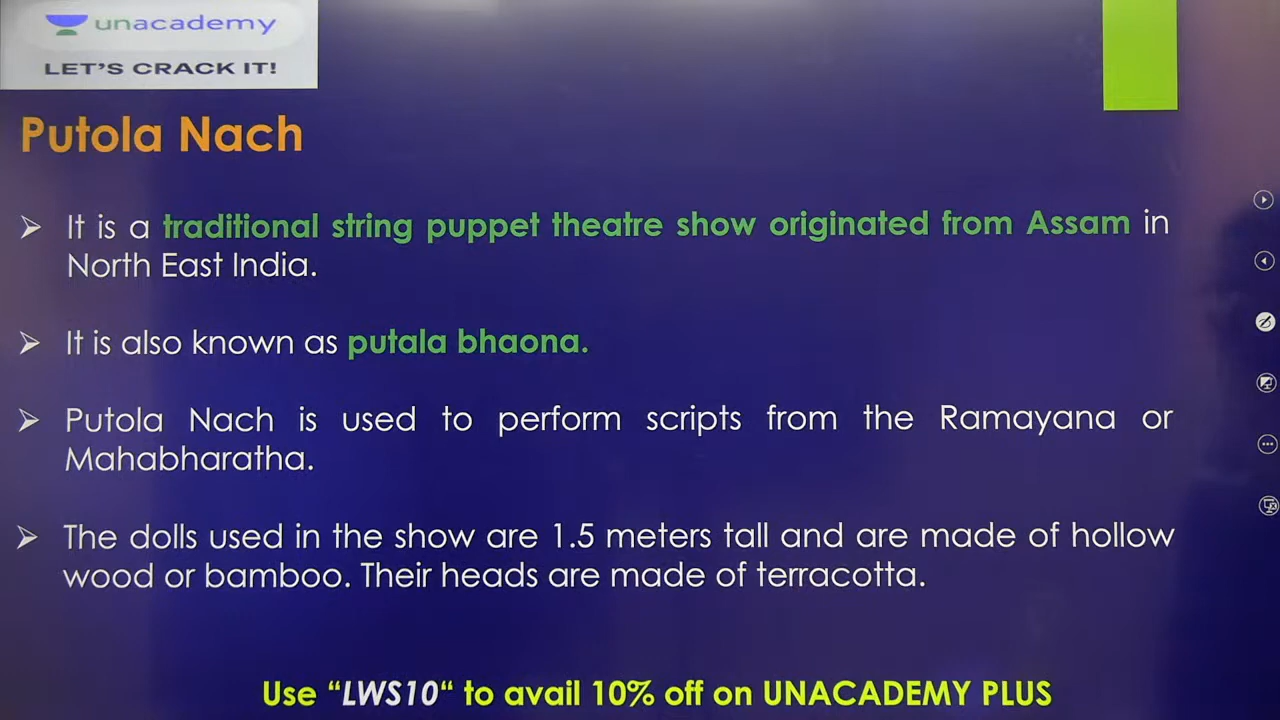 unacademy
LET'S CRACK IT!
Putola Nach
It is a traditional string puppet theatre show originated from Assam in
North East India.
It is also known as putala bhaona.
Putola Nach is used to perform scripts from the Ramayana or
Mahabharatha.
The dolls used in the show are 1.5 meters tall and are made of hollow
wood or bamboo. Their heads are made of terracotta.
Use “LWS10“ to avail 10% off on UNACADEMY PLUS